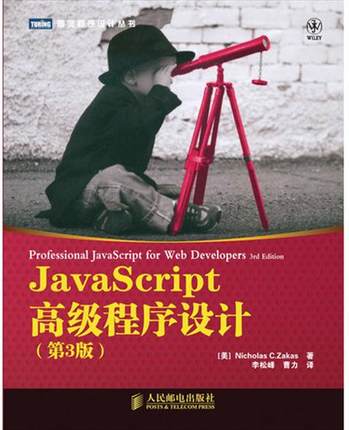 TURING
图灵程序设计丛书
WILEY
Professional JavaScript for Web Developers 3rd Edition
JavaScript
高级程序设计
（第3版）
[美] Nicholas C.Zakas 著
李松峰 曹力 译
人民邮电出版社
POSTS & TELECOM PRESS